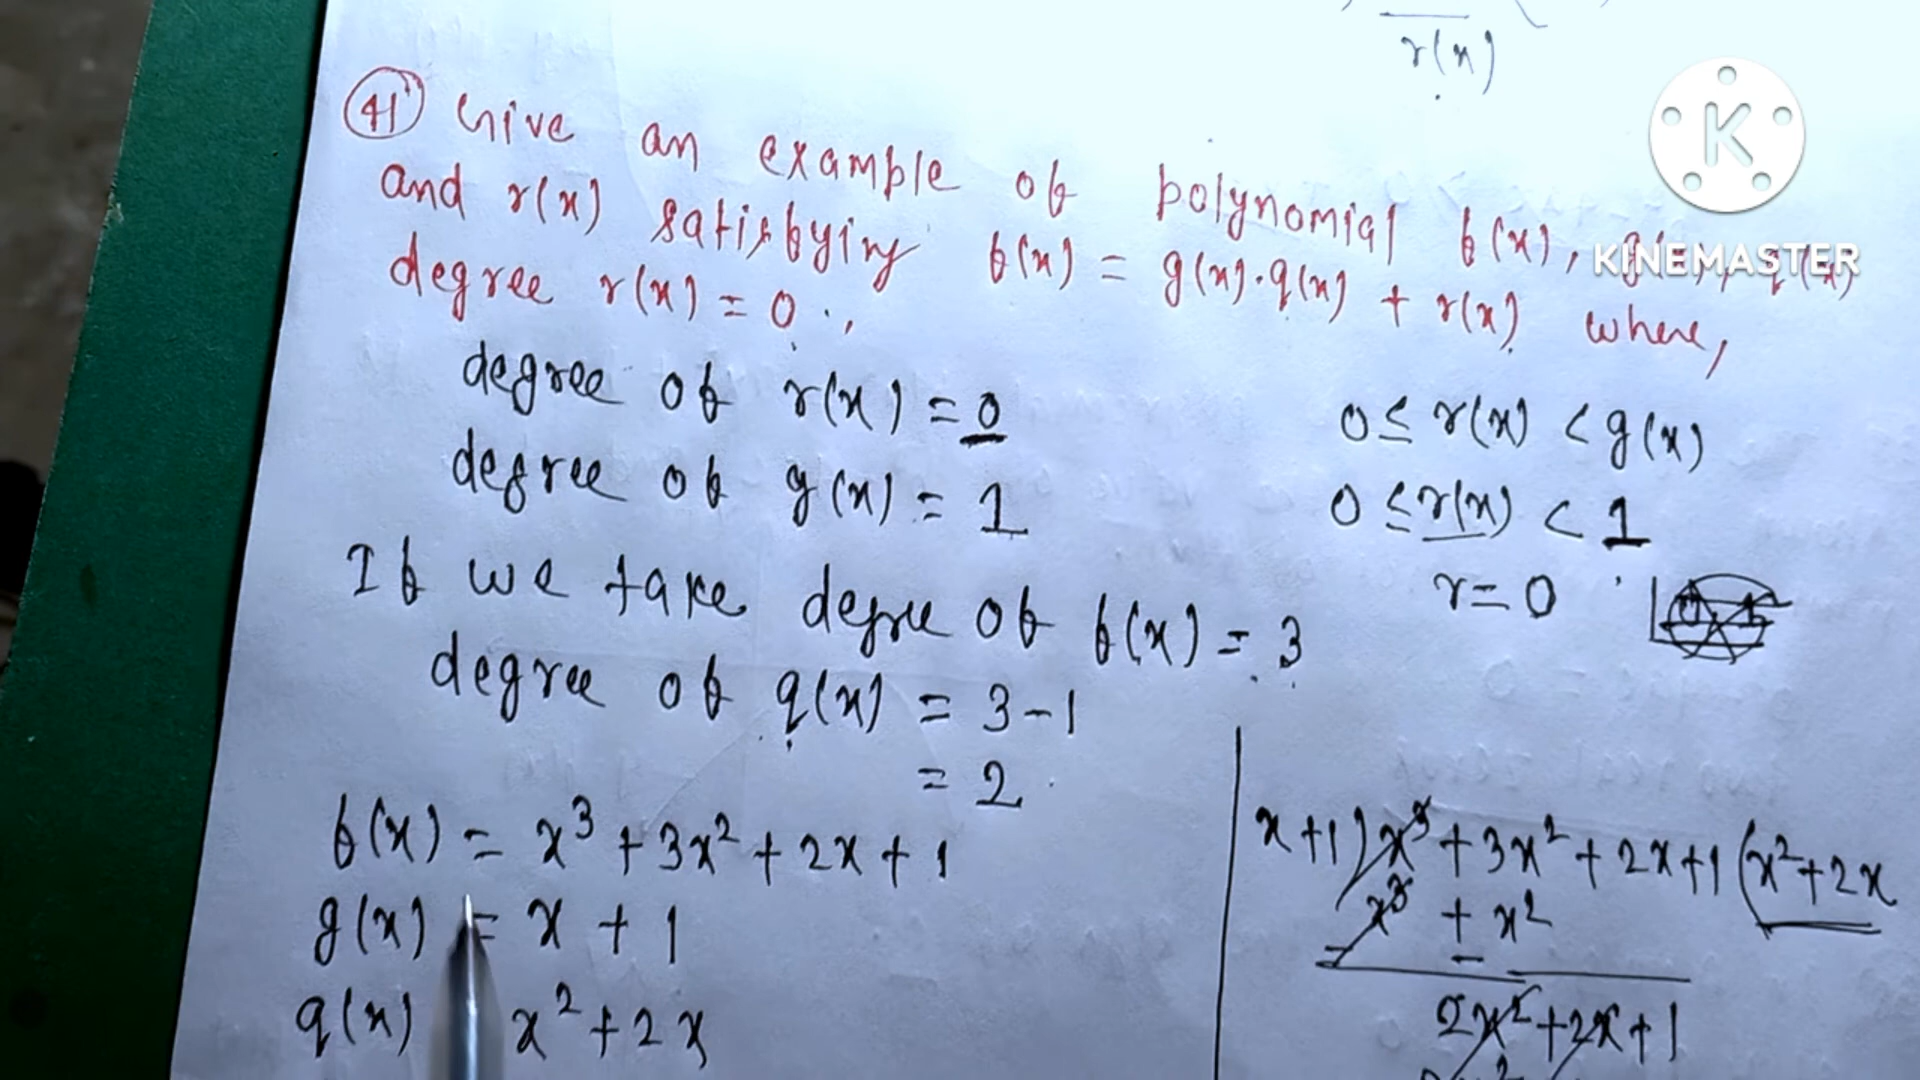 r(x)
41 Give an example of polynomial f(x), g(x), q(x)
and r(x) satisfying f(x) = g(x).q(x) + r(x) where,
degree r(x) = 0.
degree of r(x) = 0
degree of g(x) = 1
If we take degree of f(x) = 3
degree of q(x) = 3-1
= 2
f(x) = x³ + 3x² + 2x + 1
g(x) = x + 1
q(x) x² + 2x
0 ≤ r(x) < g(x)
0 ≤ r(x) < 1
r = 0
x+1)x³ + 3x² + 2x + 1(x² + 2x
x³ + x²
- -
2x² + 2x + 1
K
KINEMASTER